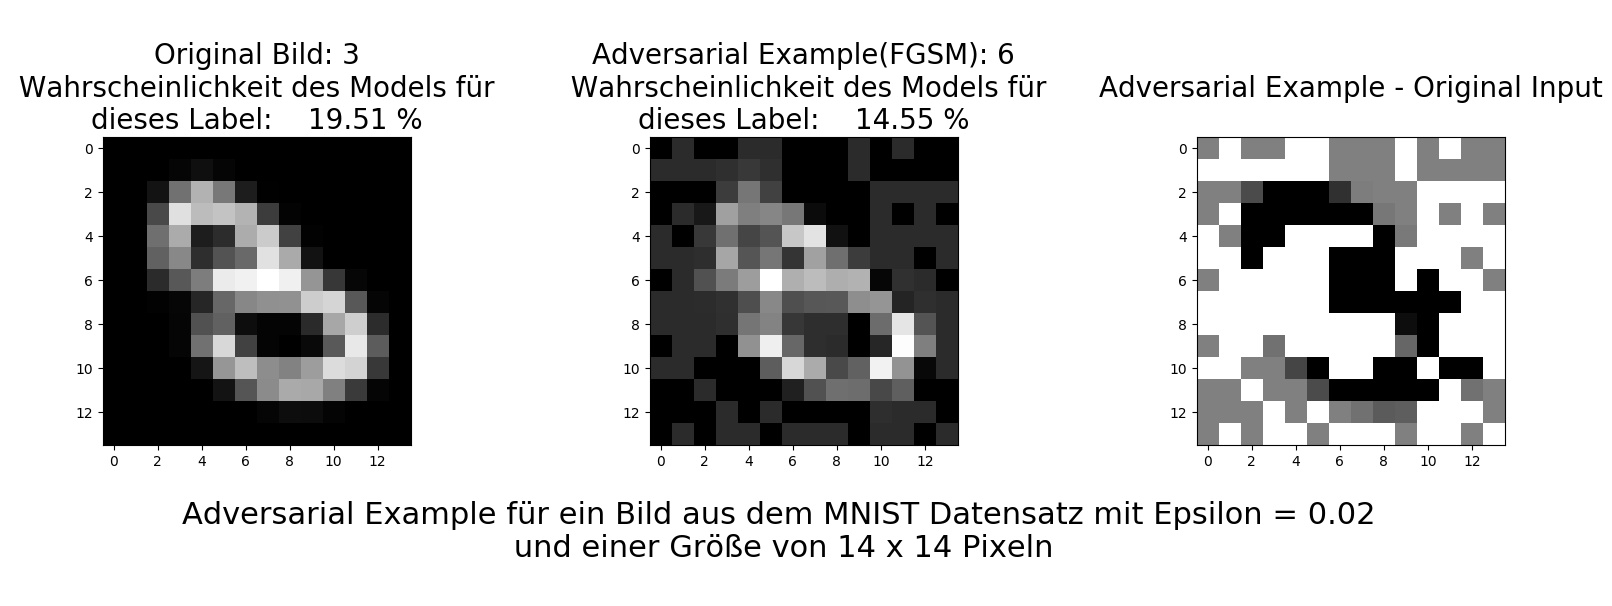 Original Bild: 3
Wahrscheinlichkeit des Models für
dieses Label: 19.51 %
Adversarial Example(FGSM): 6
Wahrscheinlichkeit des Models für
dieses Label: 14.55 %
Adversarial Example - Original Input
0
2
4
6
8
10
12
0 2 4 6 8 10 12
0
2
4
6
8
10
12
0 2 4 6 8 10 12
0
2
4
6
8
10
12
0 2 4 6 8 10 12
Adversarial Example für ein Bild aus dem MNIST Datensatz mit Epsilon = 0.02
und einer Größe von 14 x 14 Pixeln